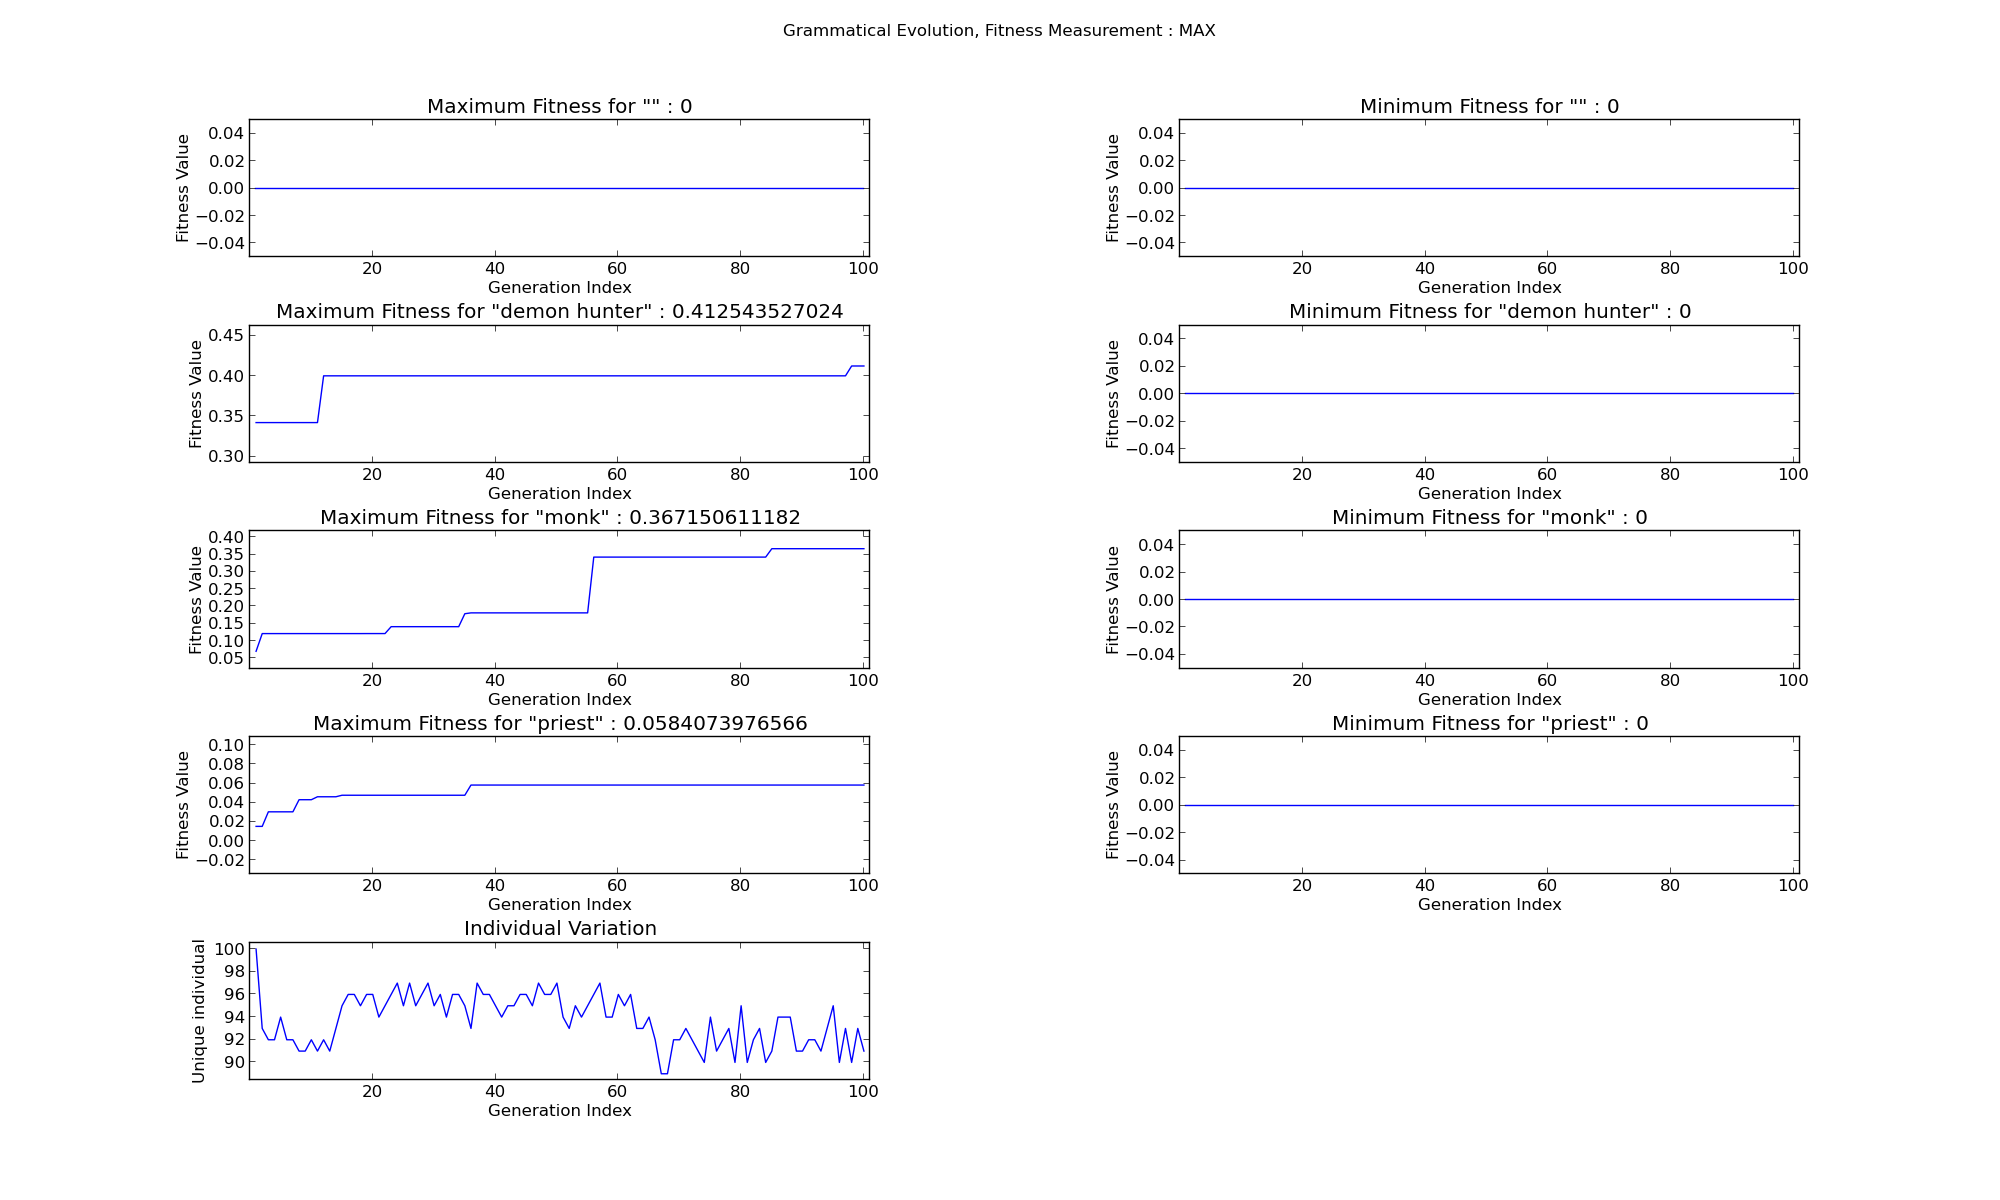 Grammatical Evolution, Fitness Measurement : MAX
Maximum Fitness for "" : 0
Fitness Value
0.04
0.02
0.00
−0.02
−0.04
20 40 60 80 100
Generation Index
Minimum Fitness for "" : 0
Fitness Value
0.04
0.02
0.00
−0.02
−0.04
20 40 60 80 100
Generation Index
Maximum Fitness for "demon hunter" : 0.412543527024
Fitness Value
0.45
0.40
0.35
0.30
20 40 60 80 100
Generation Index
Minimum Fitness for "demon hunter" : 0
Fitness Value
0.04
0.02
0.00
−0.02
−0.04
20 40 60 80 100
Generation Index
Maximum Fitness for "monk" : 0.367150611182
Fitness Value
0.40
0.35
0.30
0.25
0.20
0.15
0.10
0.05
20 40 60 80 100
Generation Index
Minimum Fitness for "monk" : 0
Fitness Value
0.04
0.02
0.00
−0.02
−0.04
20 40 60 80 100
Generation Index
Maximum Fitness for "priest" : 0.0584073976566
Fitness Value
0.10
0.08
0.06
0.04
0.02
0.00
−0.02
20 40 60 80 100
Generation Index
Minimum Fitness for "priest" : 0
Fitness Value
0.04
0.02
0.00
−0.02
−0.04
20 40 60 80 100
Generation Index
Individual Variation
Unique individual
100
98
96
94
92
90
20 40 60 80 100
Generation Index